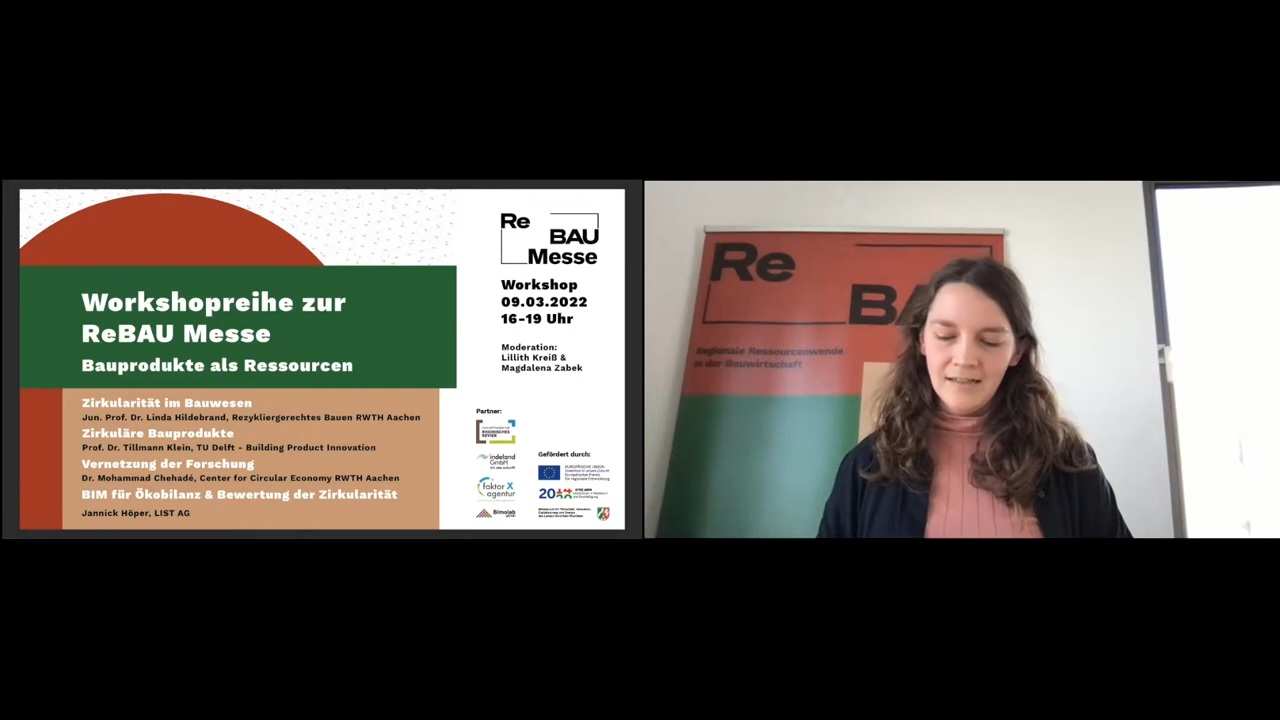 Workshopreihe zur
ReBAU Messe
Bauprodukte als Ressourcen
Zirkularität im Bauwesen
Jun. Prof. Dr. Linda Hildebrand, Rezykliergerechtes Bauen RWTH Aachen
Zirkuläre Bauprodukte
Prof. Dr. Tillmann Klein, TU Delft - Building Product Innovation
Vernetzung der Forschung
Dr. Mohammad Chehadé, Center for Circular Economy RWTH Aachen
BIM für Ökobilanz & Bewertung der Zirkularität
Jannick Höper, LIST AG
Re
BAU
Messe
Workshop
09.03.2022
16-19 Uhr
Moderation:
Lillith Kreiß &
Magdalena Zabek
Partner:
RHEINISCHES
REVIER
indeland
GmbH
faktor X
agentur
Bimolab
Gefördert durch:
EUROPÄISCHE UNION
Re
BA
Regionale Ressourcenwende
in der Bauwirtschaft